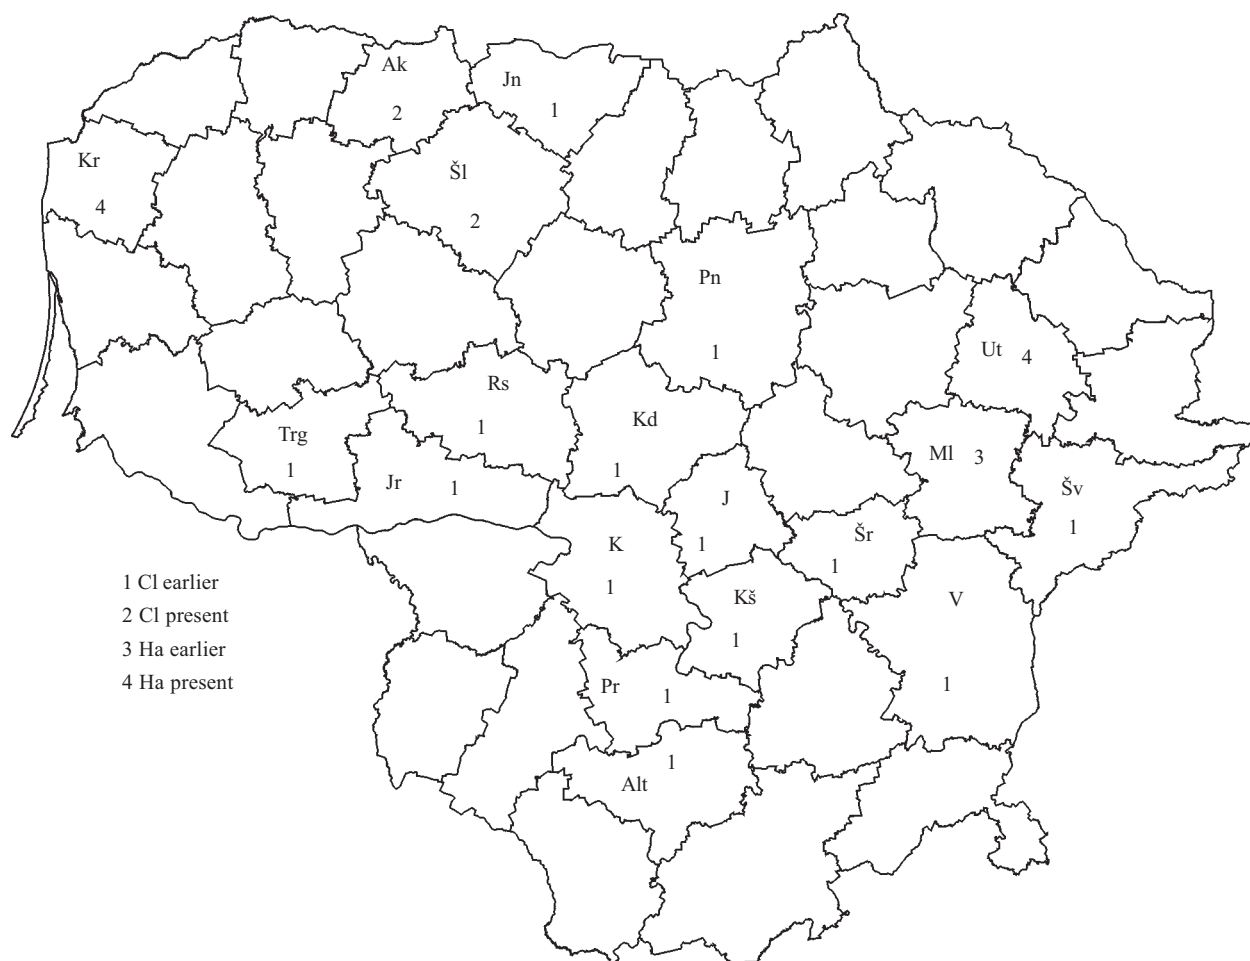 Ak
2
Jn
1
Kr
4
Šl
2
Pn
1
Ut 4
Rs
1
Trg
1
Jr 1
Kd
1
Ml 3
Šv
1
J
1
Šr
1
K
1
Kš
1
V
1
Pr 1
Alt 1
1 Cl earlier
2 Cl present
3 Ha earlier
4 Ha present